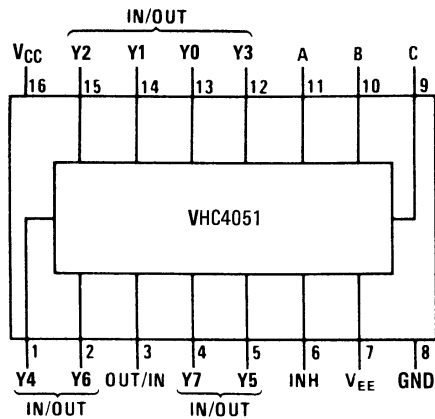 IN/OUT
VCC Y2 Y1 Y0 Y3 A B C
16 15 14 13 12 11 10 9
VHC4051
1 2 3 4 5 6 7 8
Y4 Y6 OUT/IN Y7 Y5 INH VEE GND
IN/OUT IN/OUT